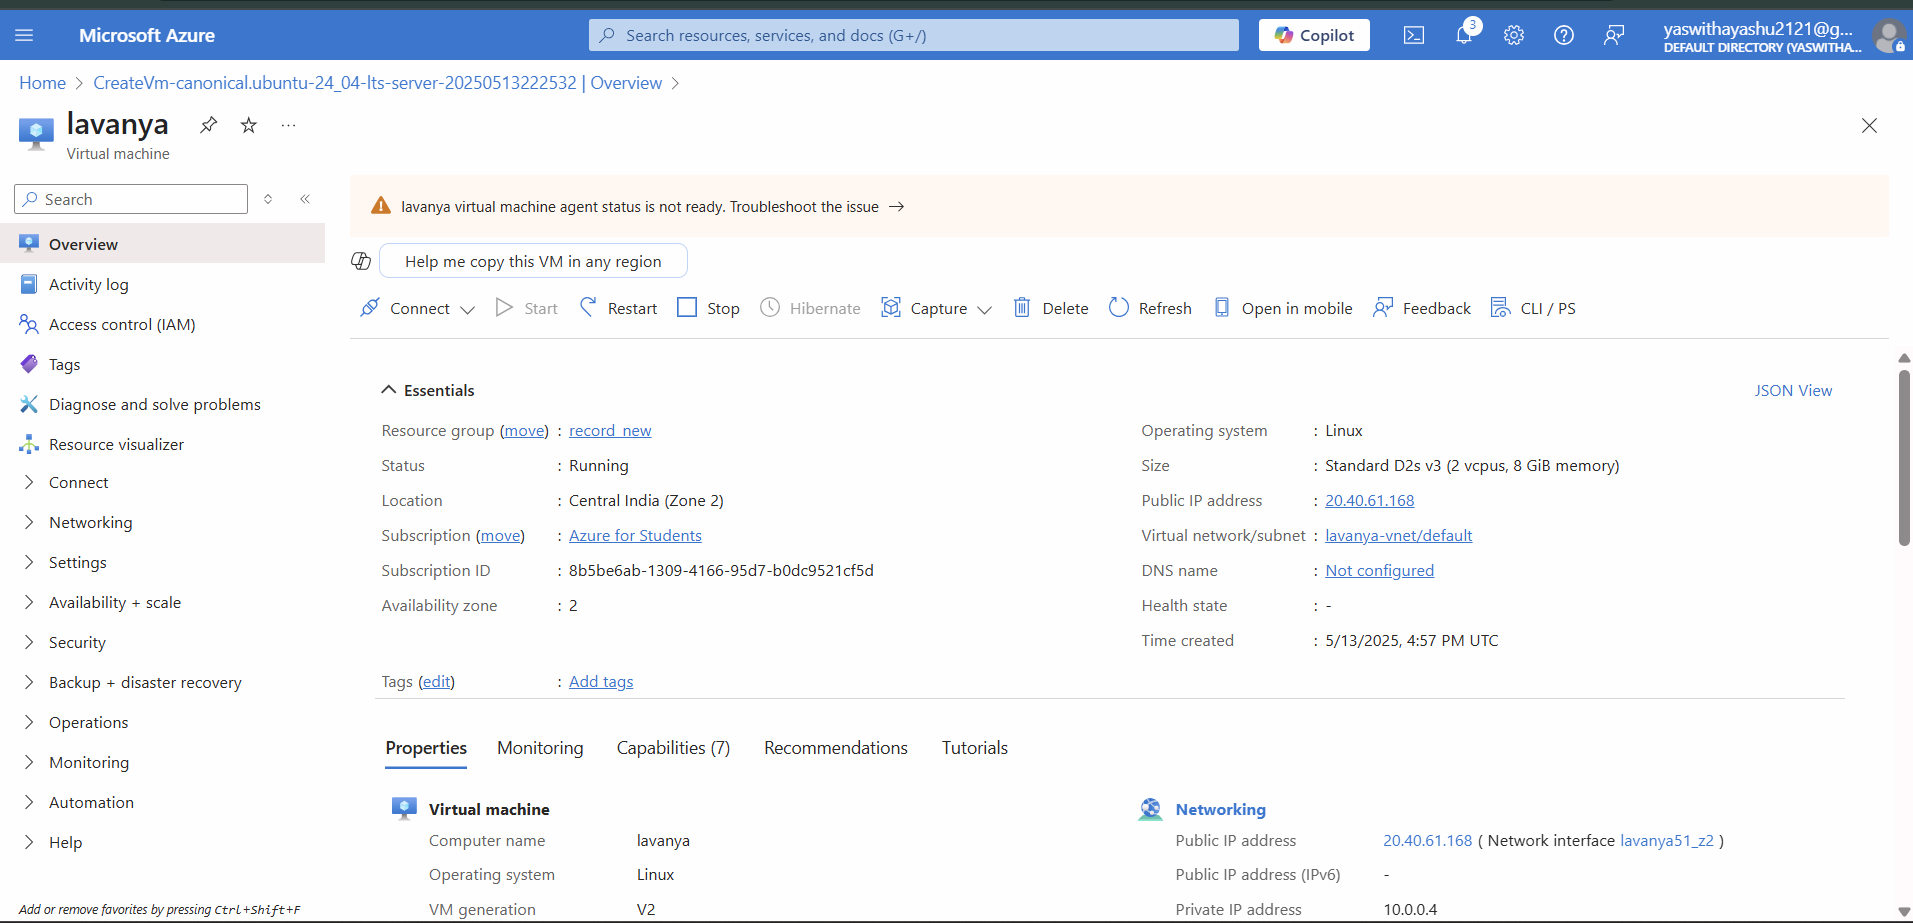 Microsoft Azure
Search resources, services, and docs (G+/)
Copilot
3
yaswithayashu2121@g...
DEFAULT DIRECTORY (YASWITHA...
Home > CreateVm-canonical.ubuntu-24_04-lts-server-20250513222532 | Overview >
lavanya
Virtual machine
Search
Overview
Activity log
Access control (IAM)
Tags
Diagnose and solve problems
Resource visualizer
Connect
Networking
Settings
Availability + scale
Security
Backup + disaster recovery
Operations
Monitoring
Automation
Help
Add or remove favorites by pressing Ctrl+Shift+F
lavanya virtual machine agent status is not ready. Troubleshoot the issue →
Help me copy this VM in any region
Connect Start Restart Stop Hibernate Capture Delete Refresh Open in mobile Feedback CLI / PS
Essentials
JSON View
Resource group (move) : record_new
Status : Running
Location : Central India (Zone 2)
Subscription (move) : Azure for Students
Subscription ID : 8b5be6ab-1309-4166-95d7-b0dc9521cf5d
Availability zone : 2
Operating system : Linux
Size : Standard D2s v3 (2 vcpus, 8 GiB memory)
Public IP address : 20.40.61.168
Virtual network/subnet : lavanya-vnet/default
DNS name : Not configured
Health state : -
Time created : 5/13/2025, 4:57 PM UTC
Tags (edit) : Add tags
Properties Monitoring Capabilities (7) Recommendations Tutorials
Virtual machine
Computer name lavanya
Operating system Linux
VM generation V2
Networking
Public IP address 20.40.61.168 ( Network interface lavanya51_z2 )
Public IP address (IPv6) -
Private IP address 10.0.0.4